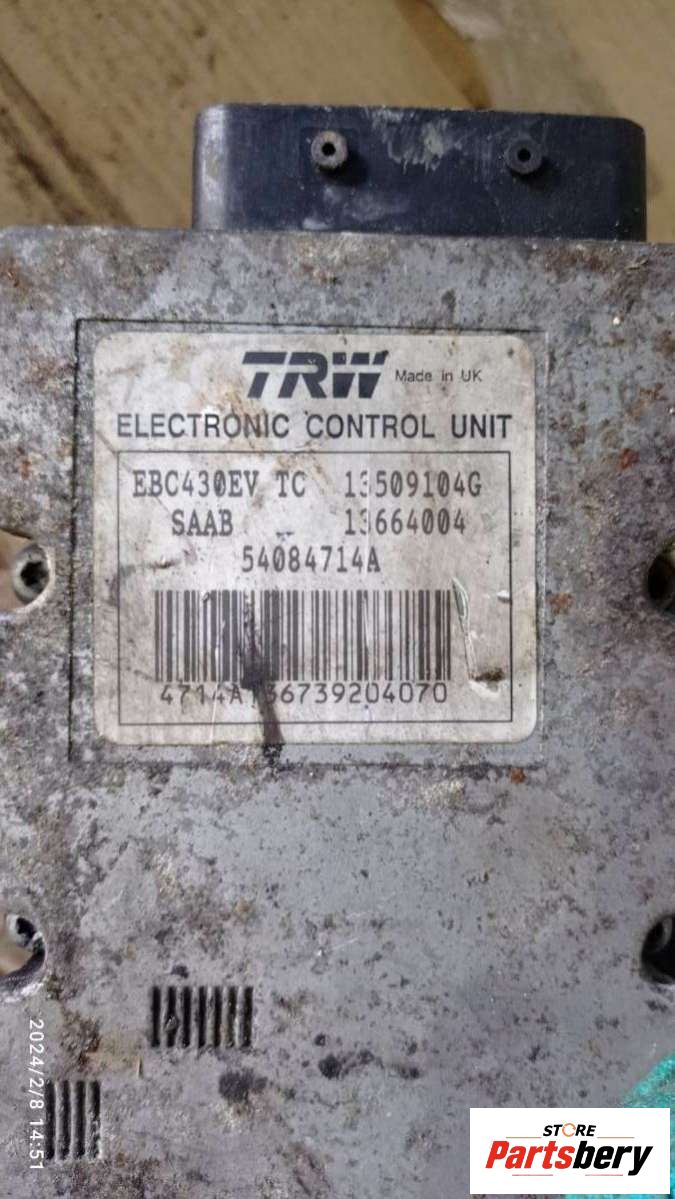 TRW Made in UK
ELECTRONIC CONTROL UNIT
EBC430EV TC 13509104G
SAAB _ 13664004
54084714A
36739204070
2024/2/8 14:51
STORE
Partsbery